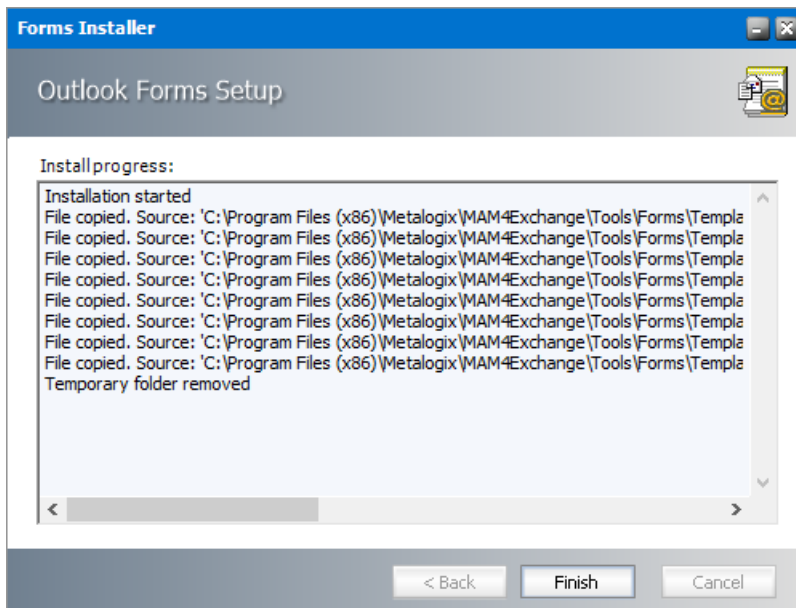 Forms Installer
Outlook Forms Setup
Install progress:
Installation started
File copied. Source: 'C:\Program Files (x86)\Metalogix\MAM4Exchange\Tools\Forms\Templa
File copied. Source: 'C:\Program Files (x86)\Metalogix\MAM4Exchange\Tools\Forms\Templa
File copied. Source: 'C:\Program Files (x86)\Metalogix\MAM4Exchange\Tools\Forms\Templa
File copied. Source: 'C:\Program Files (x86)\Metalogix\MAM4Exchange\Tools\Forms\Templa
File copied. Source: 'C:\Program Files (x86)\Metalogix\MAM4Exchange\Tools\Forms\Templa
File copied. Source: 'C:\Program Files (x86)\Metalogix\MAM4Exchange\Tools\Forms\Templa
File copied. Source: 'C:\Program Files (x86)\Metalogix\MAM4Exchange\Tools\Forms\Templa
File copied. Source: 'C:\Program Files (x86)\Metalogix\MAM4Exchange\Tools\Forms\Templa
Temporary folder removed
< Back Finish Cancel